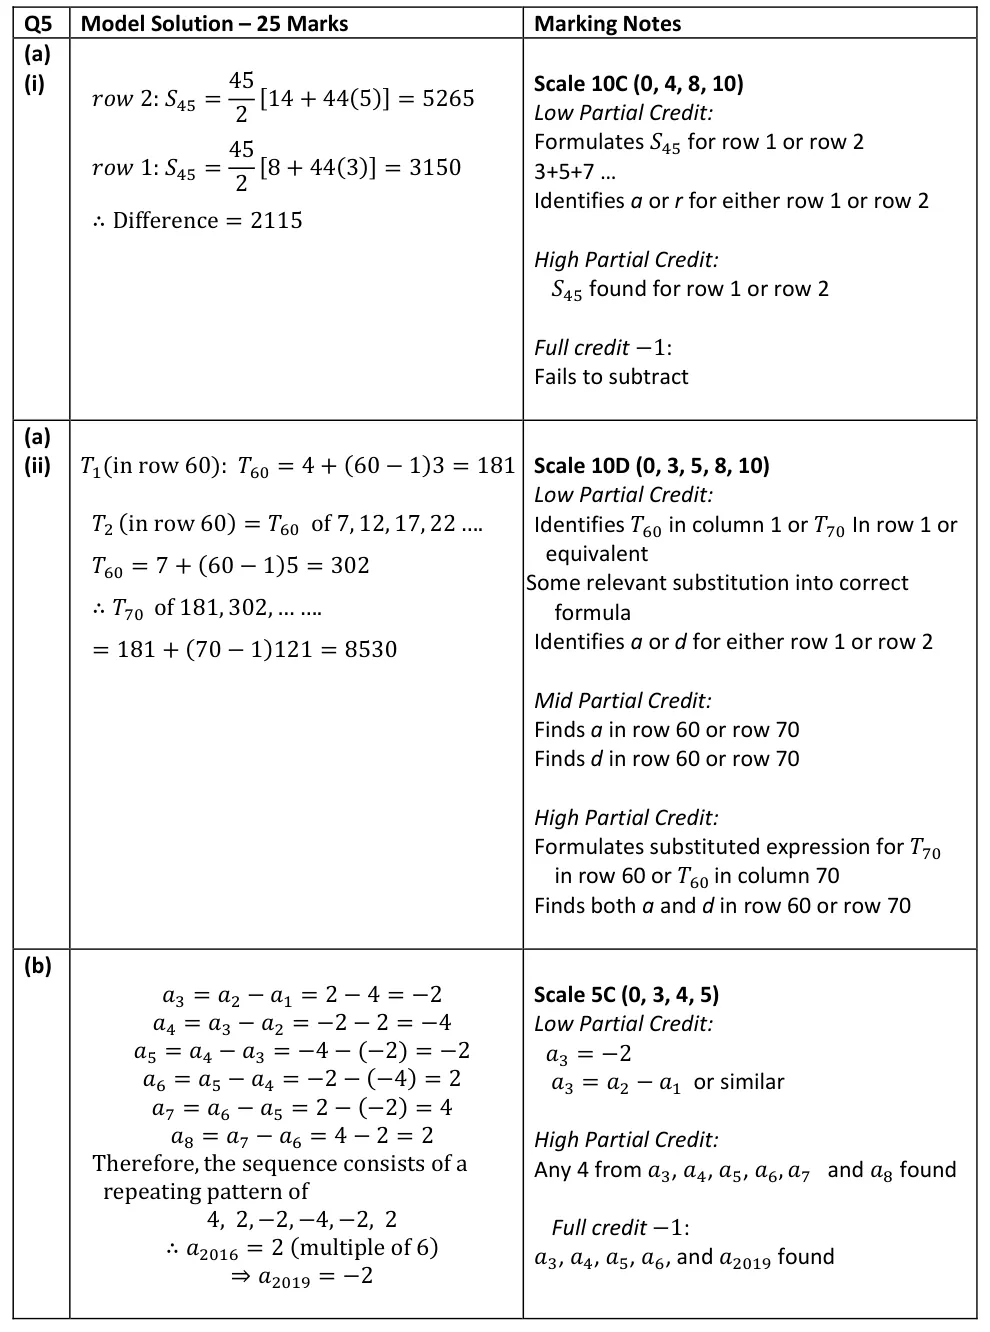 Q5 Model Solution – 25 Marks Marking Notes
(a)
(i)
row 2: S₄₅ = 45/2 [14 + 44(5)] = 5265
row 1: S₄₅ = 45/2 [8 + 44(3)] = 3150
∴ Difference = 2115
Scale 10C (0, 4, 8, 10)
Low Partial Credit:
Formulates S₄₅ for row 1 or row 2
3+5+7 …
Identifies a or r for either row 1 or row 2
High Partial Credit:
S₄₅ found for row 1 or row 2
Full credit −1:
Fails to subtract
(a)
(ii)
T₁(in row 60): T₆₀ = 4 + (60 − 1)3 = 181
T₂ (in row 60) = T₆₀ of 7, 12, 17, 22 ….
T₆₀ = 7 + (60 − 1)5 = 302
∴ T₇₀ of 181, 302, … ….
= 181 + (70 − 1)121 = 8530
Scale 10D (0, 3, 5, 8, 10)
Low Partial Credit:
Identifies T₆₀ in column 1 or T₇₀ In row 1 or
equivalent
Some relevant substitution into correct
formula
Identifies a or d for either row 1 or row 2
Mid Partial Credit:
Finds a in row 60 or row 70
Finds d in row 60 or row 70
High Partial Credit:
Formulates substituted expression for T₇₀
in row 60 or T₆₀ in column 70
Finds both a and d in row 60 or row 70
(b)
a₃ = a₂ − a₁ = 2 − 4 = −2
a₄ = a₃ − a₂ = −2 − 2 = −4
a₅ = a₄ − a₃ = −4 − (−2) = −2
a₆ = a₅ − a₄ = −2 − (−4) = 2
a₇ = a₆ − a₅ = 2 − (−2) = 4
a₈ = a₇ − a₆ = 4 − 2 = 2
Therefore, the sequence consists of a
repeating pattern of
4, 2, −2, −4, −2, 2
∴ a₂₀₁₆ = 2 (multiple of 6)
⇒ a₂₀₁₉ = −2
Scale 5C (0, 3, 4, 5)
Low Partial Credit:
a₃ = −2
a₃ = a₂ − a₁ or similar
High Partial Credit:
Any 4 from a₃, a₄, a₅, a₆, a₇ and a₈ found
Full credit −1:
a₃, a₄, a₅, a₆, and a₂₀₁₉ found